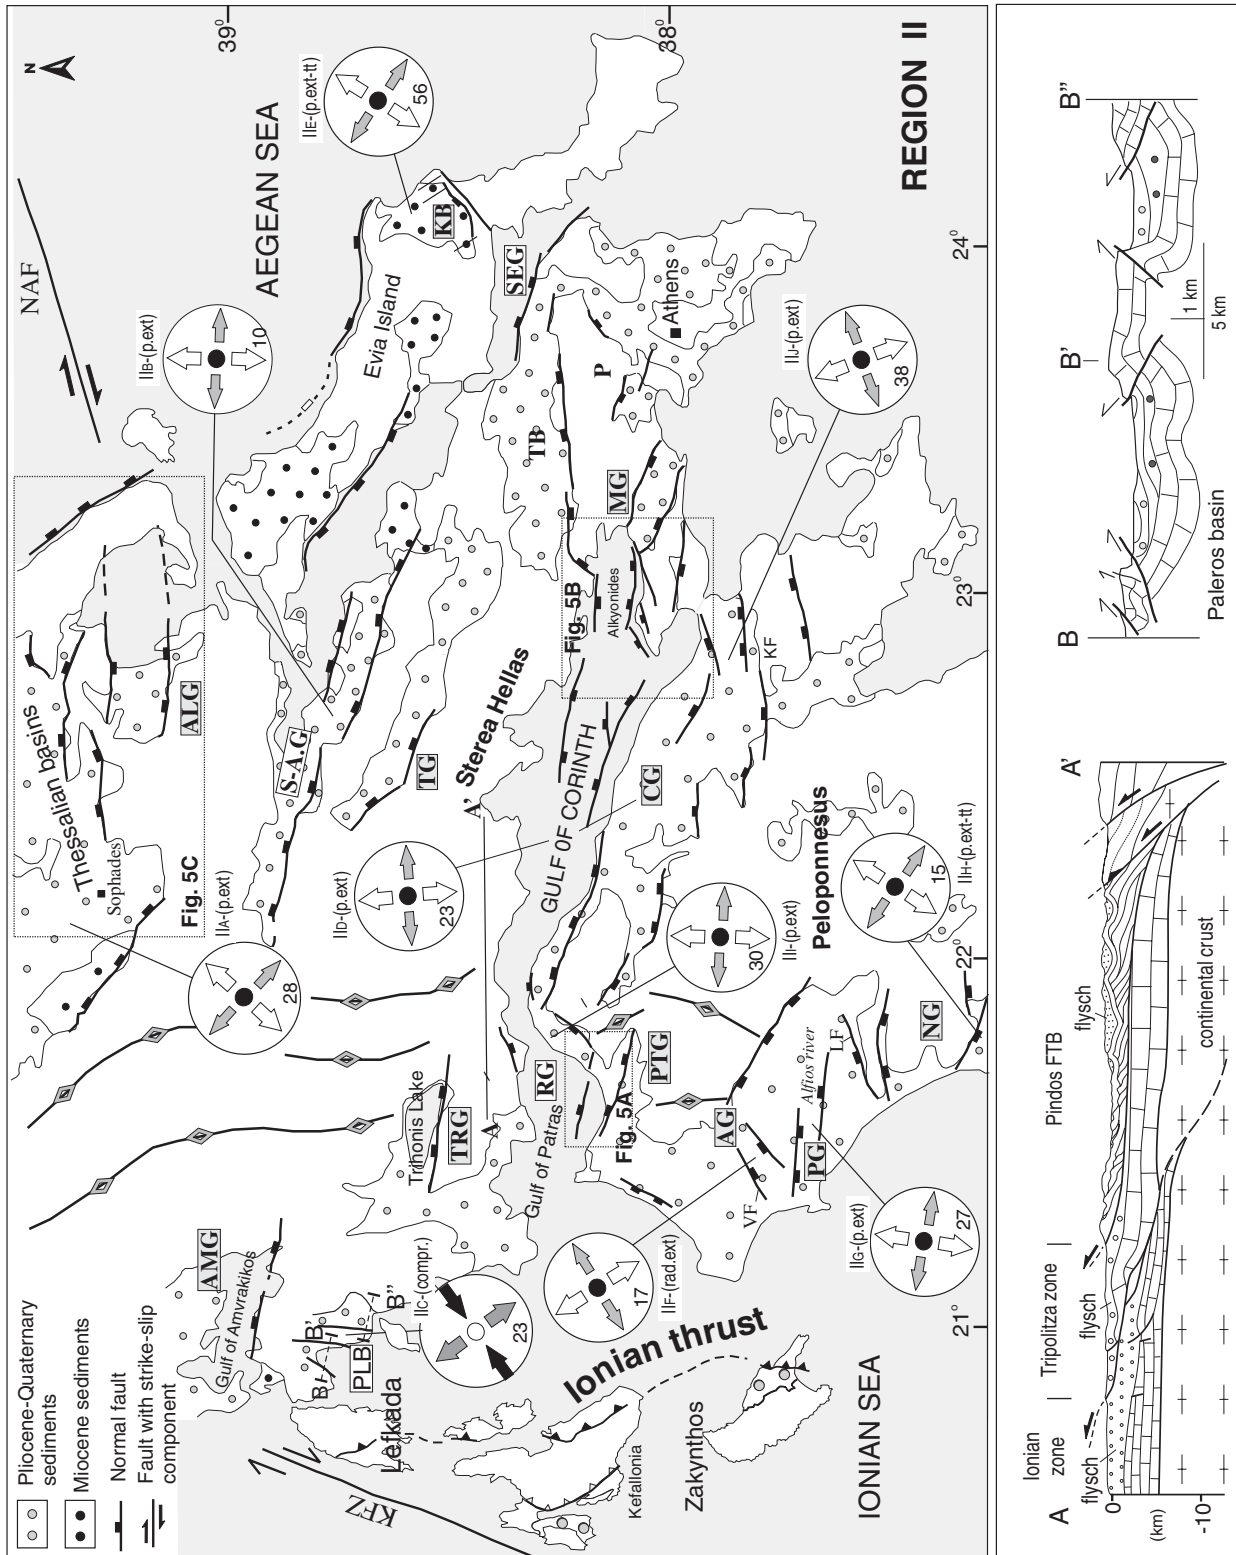 Pliocene-Quaternary
sediments
Miocene sediments
Normal fault
Fault with strike-slip
component
N
39°
38°
24°
23°
22°
21°
REGION II
AEGEAN SEA
NAF
IIE-(p.ext-tt)
56
IIB-(p.ext)
10
IIJ-(p.ext)
38
IIA-(p.ext)
28
IID-(p.ext)
23
III-(p.ext)
30
IIH-(p.ext-tt)
15
IIC-(compr.)
23
IIF-(rad.ext)
17
IIG-(p.ext)
27
KB
SEG
Evia Island
Athens
P
TB
MG
Fig. 5B
Alkyonides
KF
Thessalian basins
Sophades
Fig. 5C
ALG
S-A.G
TG
A' Sterea Hellas
GULF OF CORINTH
CG
Peloponnesus
Trihonis Lake
TRG
A
RG
Gulf of Patras
Fig. 5A
PTG
AG
Alfios river
LF
NG
PG
VF
AMG
Gulf of Amvrakikos
B'
B
B''
PLB
Lefkada
Ionian thrust
KFZ
Kefallonia
Zakynthos
IONIAN SEA
A
A'
Ionian
zone
Tripolitza zone
Pindos FTB
flysch
flysch
flysch
0
(km)
-10
continental crust
B
B'
B''
1 km
5 km
Paleros basin